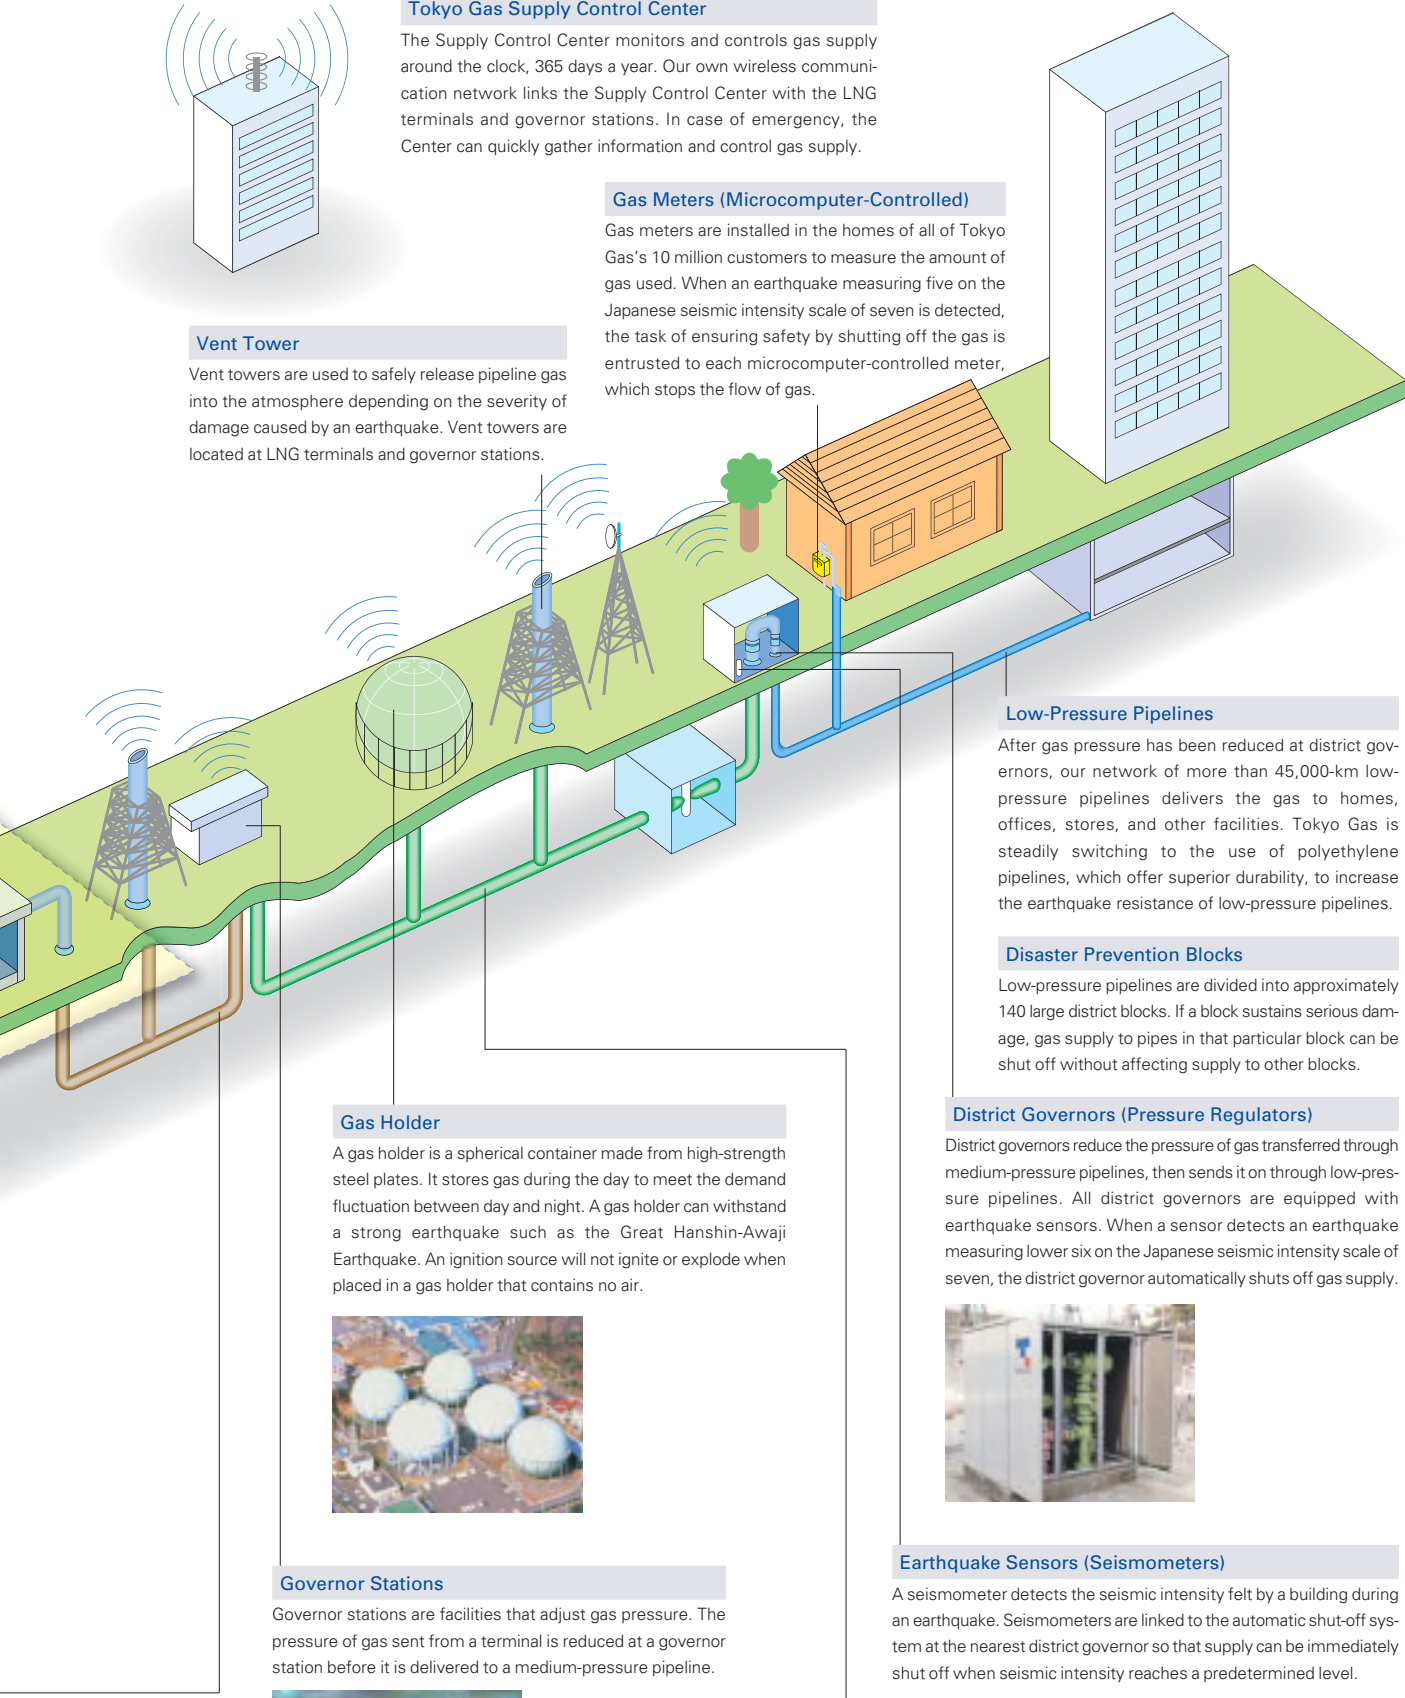 Tokyo Gas Supply Control Center
The Supply Control Center monitors and controls gas supply
around the clock, 365 days a year. Our own wireless communi-
cation network links the Supply Control Center with the LNG
terminals and governor stations. In case of emergency, the
Center can quickly gather information and control gas supply.
Gas Meters (Microcomputer-Controlled)
Gas meters are installed in the homes of all of Tokyo
Gas's 10 million customers to measure the amount of
gas used. When an earthquake measuring five on the
Japanese seismic intensity scale of seven is detected,
the task of ensuring safety by shutting off the gas is
entrusted to each microcomputer-controlled meter,
which stops the flow of gas.
Vent Tower
Vent towers are used to safely release pipeline gas
into the atmosphere depending on the severity of
damage caused by an earthquake. Vent towers are
located at LNG terminals and governor stations.
Low-Pressure Pipelines
After gas pressure has been reduced at district gov-
ernors, our network of more than 45,000-km low-
pressure pipelines delivers the gas to homes,
offices, stores, and other facilities. Tokyo Gas is
steadily switching to the use of polyethylene
pipelines, which offer superior durability, to increase
the earthquake resistance of low-pressure pipelines.
Disaster Prevention Blocks
Low-pressure pipelines are divided into approximately
140 large district blocks. If a block sustains serious dam-
age, gas supply to pipes in that particular block can be
shut off without affecting supply to other blocks.
Gas Holder
A gas holder is a spherical container made from high-strength
steel plates. It stores gas during the day to meet the demand
fluctuation between day and night. A gas holder can withstand
a strong earthquake such as the Great Hanshin-Awaji
Earthquake. An ignition source will not ignite or explode when
placed in a gas holder that contains no air.
District Governors (Pressure Regulators)
District governors reduce the pressure of gas transferred through
medium-pressure pipelines, then sends it on through low-pres-
sure pipelines. All district governors are equipped with
earthquake sensors. When a sensor detects an earthquake
measuring lower six on the Japanese seismic intensity scale of
seven, the district governor automatically shuts off gas supply.
Governor Stations
Governor stations are facilities that adjust gas pressure. The
pressure of gas sent from a terminal is reduced at a governor
station before it is delivered to a medium-pressure pipeline.
Earthquake Sensors (Seismometers)
A seismometer detects the seismic intensity felt by a building during
an earthquake. Seismometers are linked to the automatic shut-off sys-
tem at the nearest district governor so that supply can be immediately
shut off when seismic intensity reaches a predetermined level.